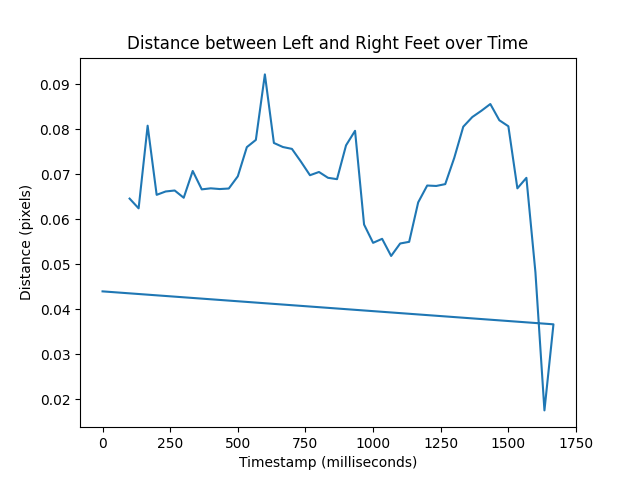 Distance between Left and Right Feet over Time
Distance (pixels)
0.09
0.08
0.07
0.06
0.05
0.04
0.03
0.02
0 250 500 750 1000 1250 1500 1750
Timestamp (milliseconds)